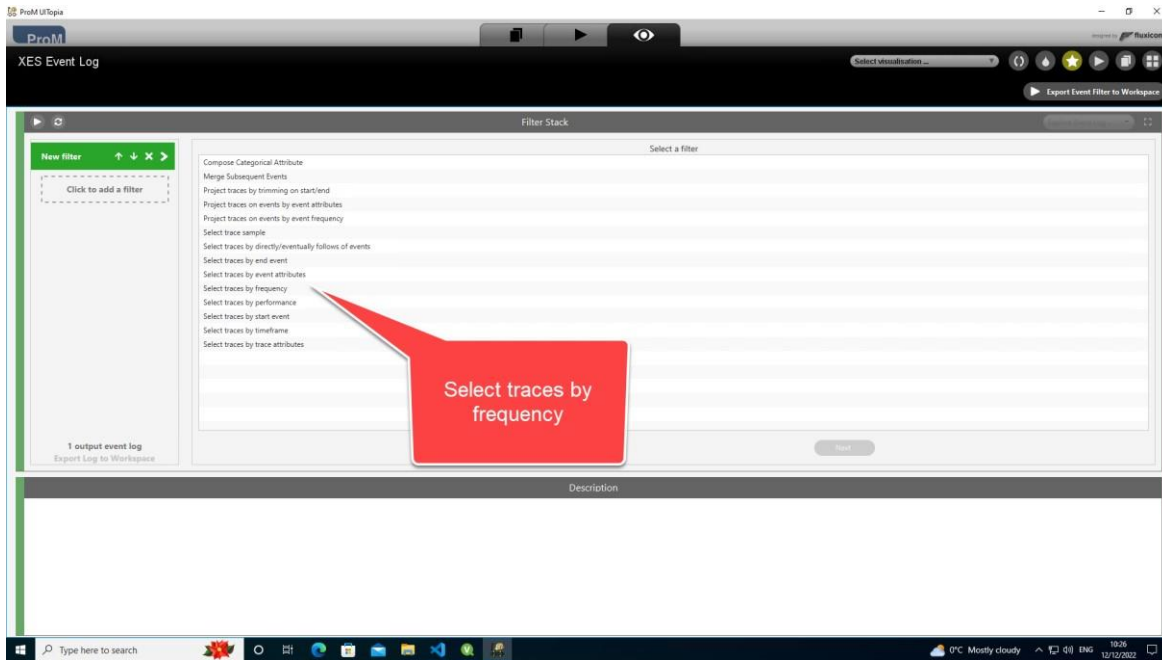 ProM UITopia
ProM
designed by fluxicon
XES Event Log
Select visualisation ...
Export Event Filter to Workspace
Filter Stack
Select a filter
New filter
Click to add a filter
Compose Categorical Attribute
Merge Subsequent Events
Project traces by trimming on start/end
Project traces on events by event attributes
Project traces on events by event frequency
Select trace sample
Select traces by directly/eventually follows of events
Select traces by end event
Select traces by event attributes
Select traces by frequency
Select traces by performance
Select traces by start event
Select traces by timeframe
Select traces by trace attributes
Select traces by
frequency
1 output event log
Export Log to Workspace
Next
Description
Type here to search
0°C Mostly cloudy
ENG
10:26
12/12/2022